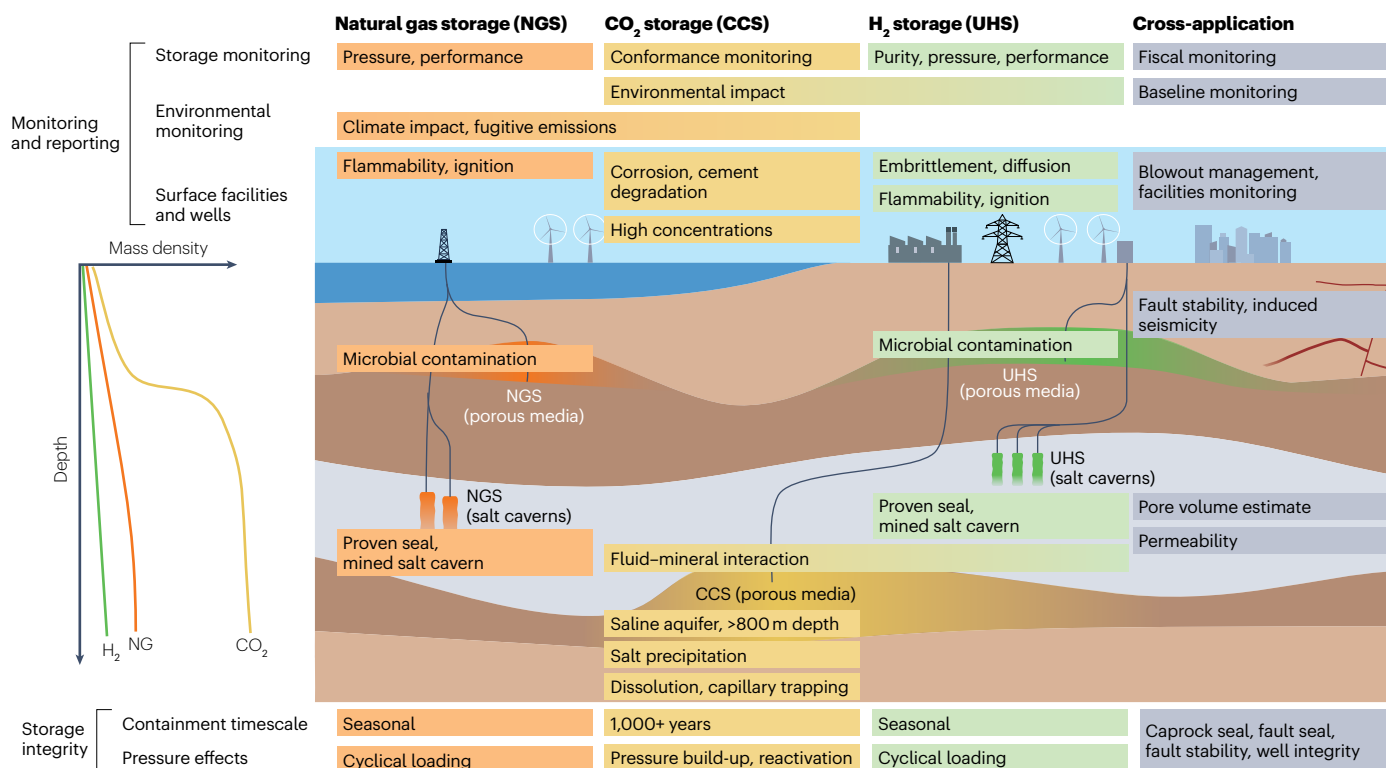 Natural gas storage (NGS)
CO₂ storage (CCS)
H₂ storage (UHS)
Cross-application
Monitoring
and reporting
Storage monitoring
Pressure, performance
Conformance monitoring
Purity, pressure, performance
Fiscal monitoring
Environmental
monitoring
Environmental impact
Baseline monitoring
Climate impact, fugitive emissions
Surface facilities
and wells
Flammability, ignition
Corrosion, cement
degradation
High concentrations
Embrittlement, diffusion
Flammability, ignition
Blowout management,
facilities monitoring
Mass density
Depth
H₂
NG
CO₂
Fault stability, induced
seismicity
Microbial contamination
NGS
(porous media)
Microbial contamination
UHS
(porous media)
NGS
(salt caverns)
UHS
(salt caverns)
Proven seal,
mined salt cavern
Proven seal,
mined salt cavern
Pore volume estimate
Permeability
Fluid–mineral interaction
CCS (porous media)
Saline aquifer, >800 m depth
Salt precipitation
Dissolution, capillary trapping
Storage
integrity
Containment timescale
Seasonal
1,000+ years
Seasonal
Caprock seal, fault seal,
fault stability, well integrity
Pressure effects
Cyclical loading
Pressure build-up, reactivation
Cyclical loading